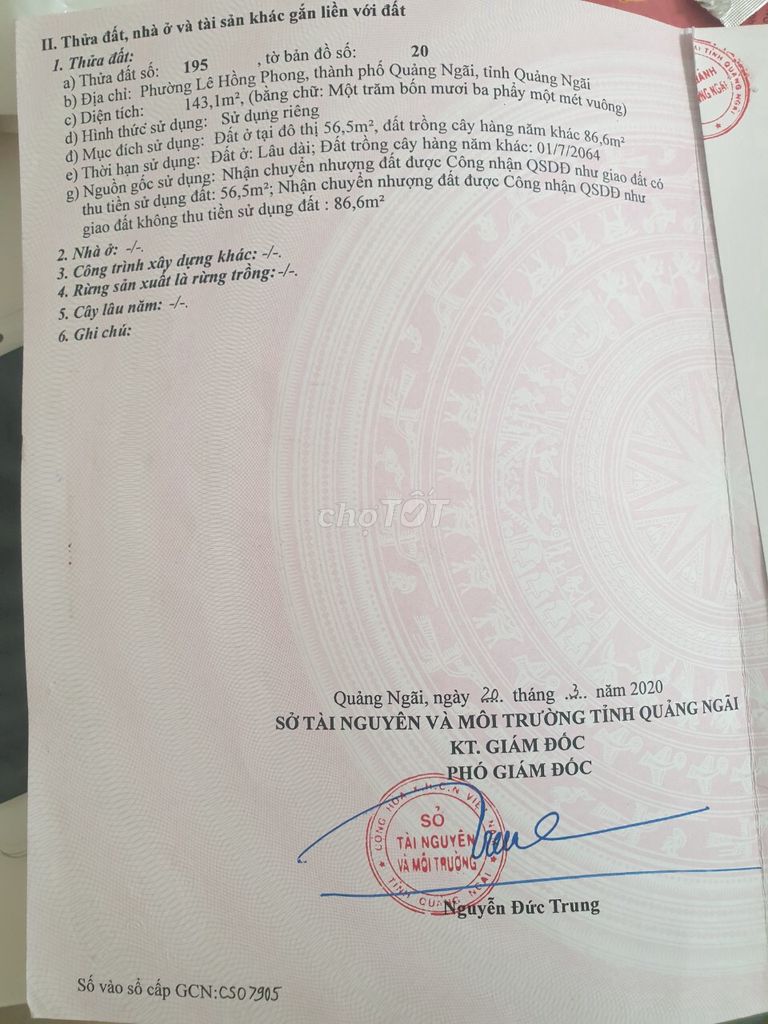 II. Thửa đất, nhà ở và tài sản khác gắn liền với đất
1. Thửa đất:
a) Thửa đất số: 195 , tờ bản đồ số: 20
b) Địa chỉ: Phường Lê Hồng Phong, thành phố Quảng Ngãi, tỉnh Quảng Ngãi
c) Diện tích: 143,1m², (bằng chữ: Một trăm bốn mươi ba phẩy một mét vuông)
d) Hình thức sử dụng: Sử dụng riêng
đ) Mục đích sử dụng: Đất ở tại đô thị 56,5m², đất trồng cây hàng năm khác 86,6m²
e) Thời hạn sử dụng: Đất ở: Lâu dài; Đất trồng cây hàng năm khác: 01/7/2064
g) Nguồn gốc sử dụng: Nhận chuyển nhượng đất được Công nhận QSDĐ như giao đất có
thu tiền sử dụng đất: 56,5m²; Nhận chuyển nhượng đất được Công nhận QSDĐ như
giao đất không thu tiền sử dụng đất : 86,6m²
2. Nhà ở: -/-.
3. Công trình xây dựng khác: -/-.
4. Rừng sản xuất là rừng trồng: -/-.
5. Cây lâu năm: -/-.
6. Ghi chú:
chợTỐT
Quảng Ngãi, ngày 20. tháng .3.. năm 2020
SỞ TÀI NGUYÊN VÀ MÔI TRƯỜNG TỈNH QUẢNG NGÃI
KT. GIÁM ĐỐC
PHÓ GIÁM ĐỐC
SỞ
TÀI NGUYÊN
VÀ MÔI TRƯỜNG
TỈNH QUẢNG NGÃI
Nguyễn Đức Trung
Số vào sổ cấp GCN:CS07905